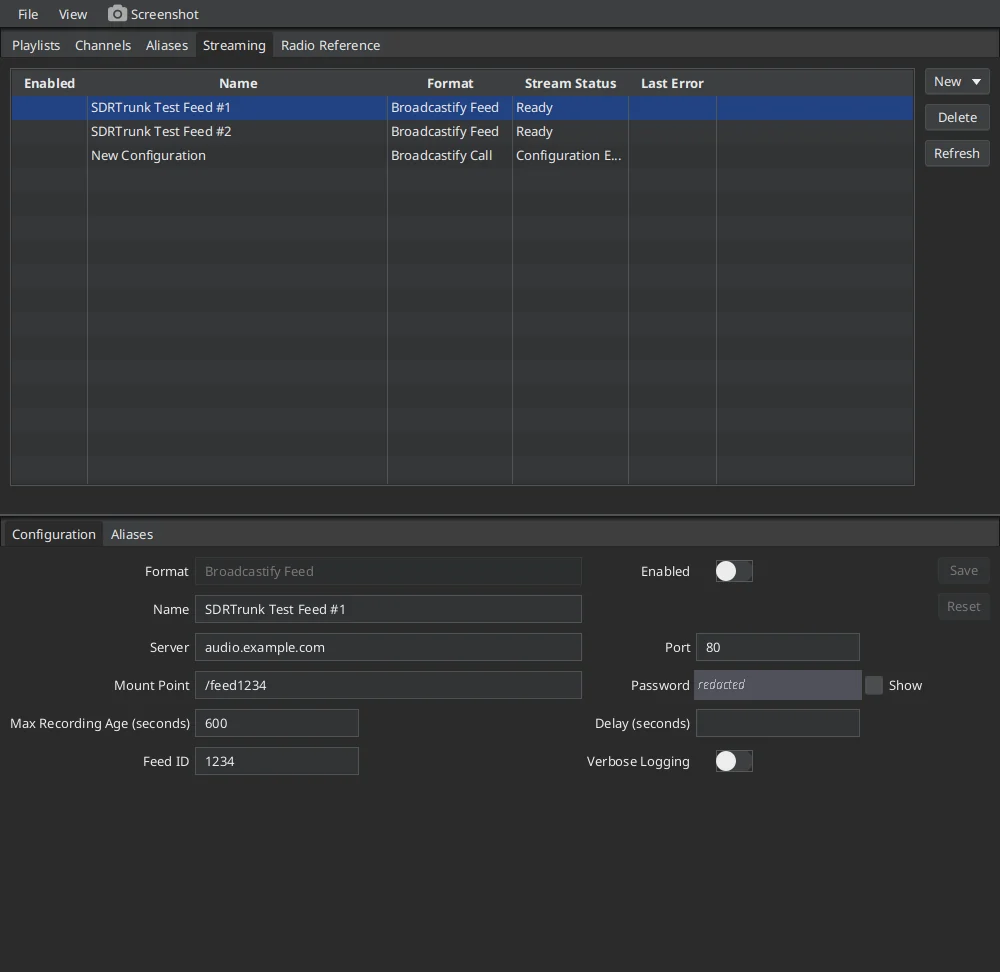 File View Screenshot
Playlists Channels Aliases Streaming Radio Reference
Enabled Name Format Stream Status Last Error
SDRTrunk Test Feed #1 Broadcastify Feed Ready
SDRTrunk Test Feed #2 Broadcastify Feed Ready
New Configuration Broadcastify Call Configuration E...
New
Delete
Refresh
Configuration Aliases
Format Broadcastify Feed Enabled Save
Name SDRTrunk Test Feed #1 Reset
Server audio.example.com Port 80
Mount Point /feed1234 Password redacted Show
Max Recording Age (seconds) 600 Delay (seconds)
Feed ID 1234 Verbose Logging